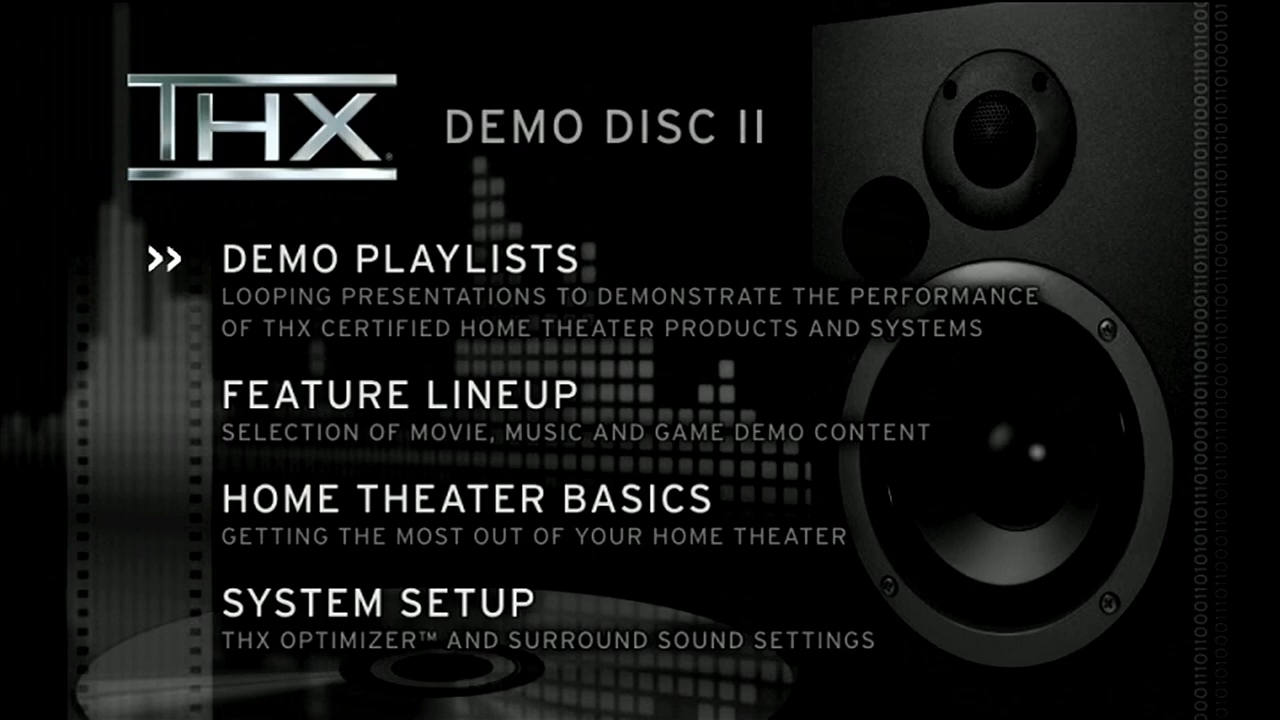 THX DEMO DISC II
>> DEMO PLAYLISTS
LOOPING PRESENTATIONS TO DEMONSTRATE THE PERFORMANCE
OF THX CERTIFIED HOME THEATER PRODUCTS AND SYSTEMS
FEATURE LINEUP
SELECTION OF MOVIE, MUSIC AND GAME DEMO CONTENT
HOME THEATER BASICS
GETTING THE MOST OUT OF YOUR HOME THEATER
SYSTEM SETUP
THX OPTIMIZER™ AND SURROUND SOUND SETTINGS